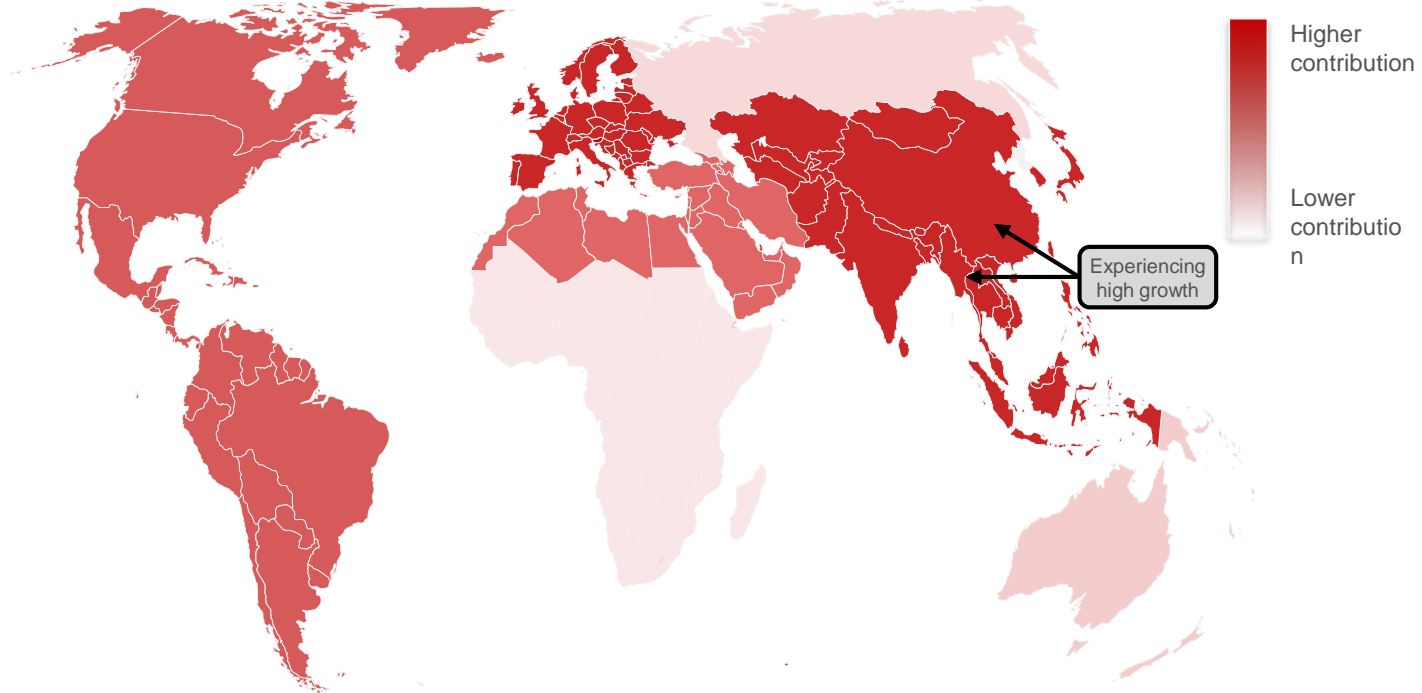 Higher
contribution
Lower
contributio
n
Experiencing
high growth